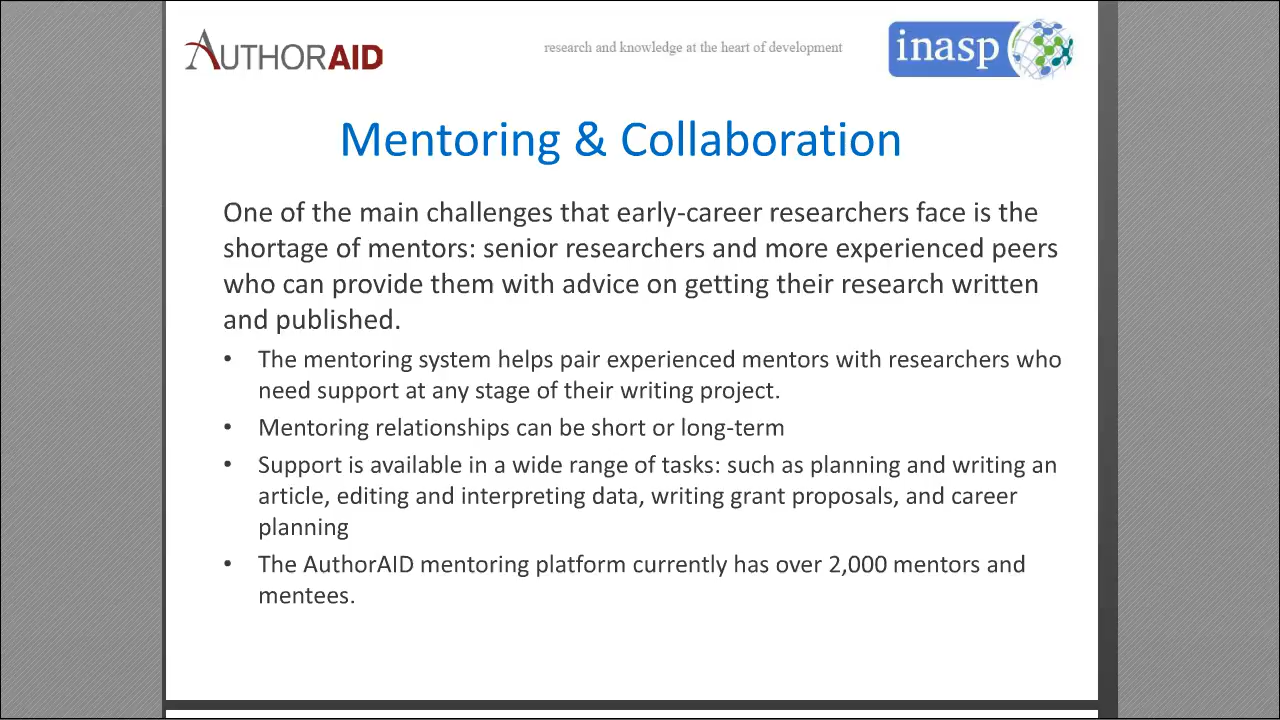 AUTHORAID
research and knowledge at the heart of development
inasp
Mentoring & Collaboration
One of the main challenges that early-career researchers face is the
shortage of mentors: senior researchers and more experienced peers
who can provide them with advice on getting their research written
and published.
• The mentoring system helps pair experienced mentors with researchers who
need support at any stage of their writing project.
• Mentoring relationships can be short or long-term
• Support is available in a wide range of tasks: such as planning and writing an
article, editing and interpreting data, writing grant proposals, and career
planning
• The AuthorAID mentoring platform currently has over 2,000 mentors and
mentees.